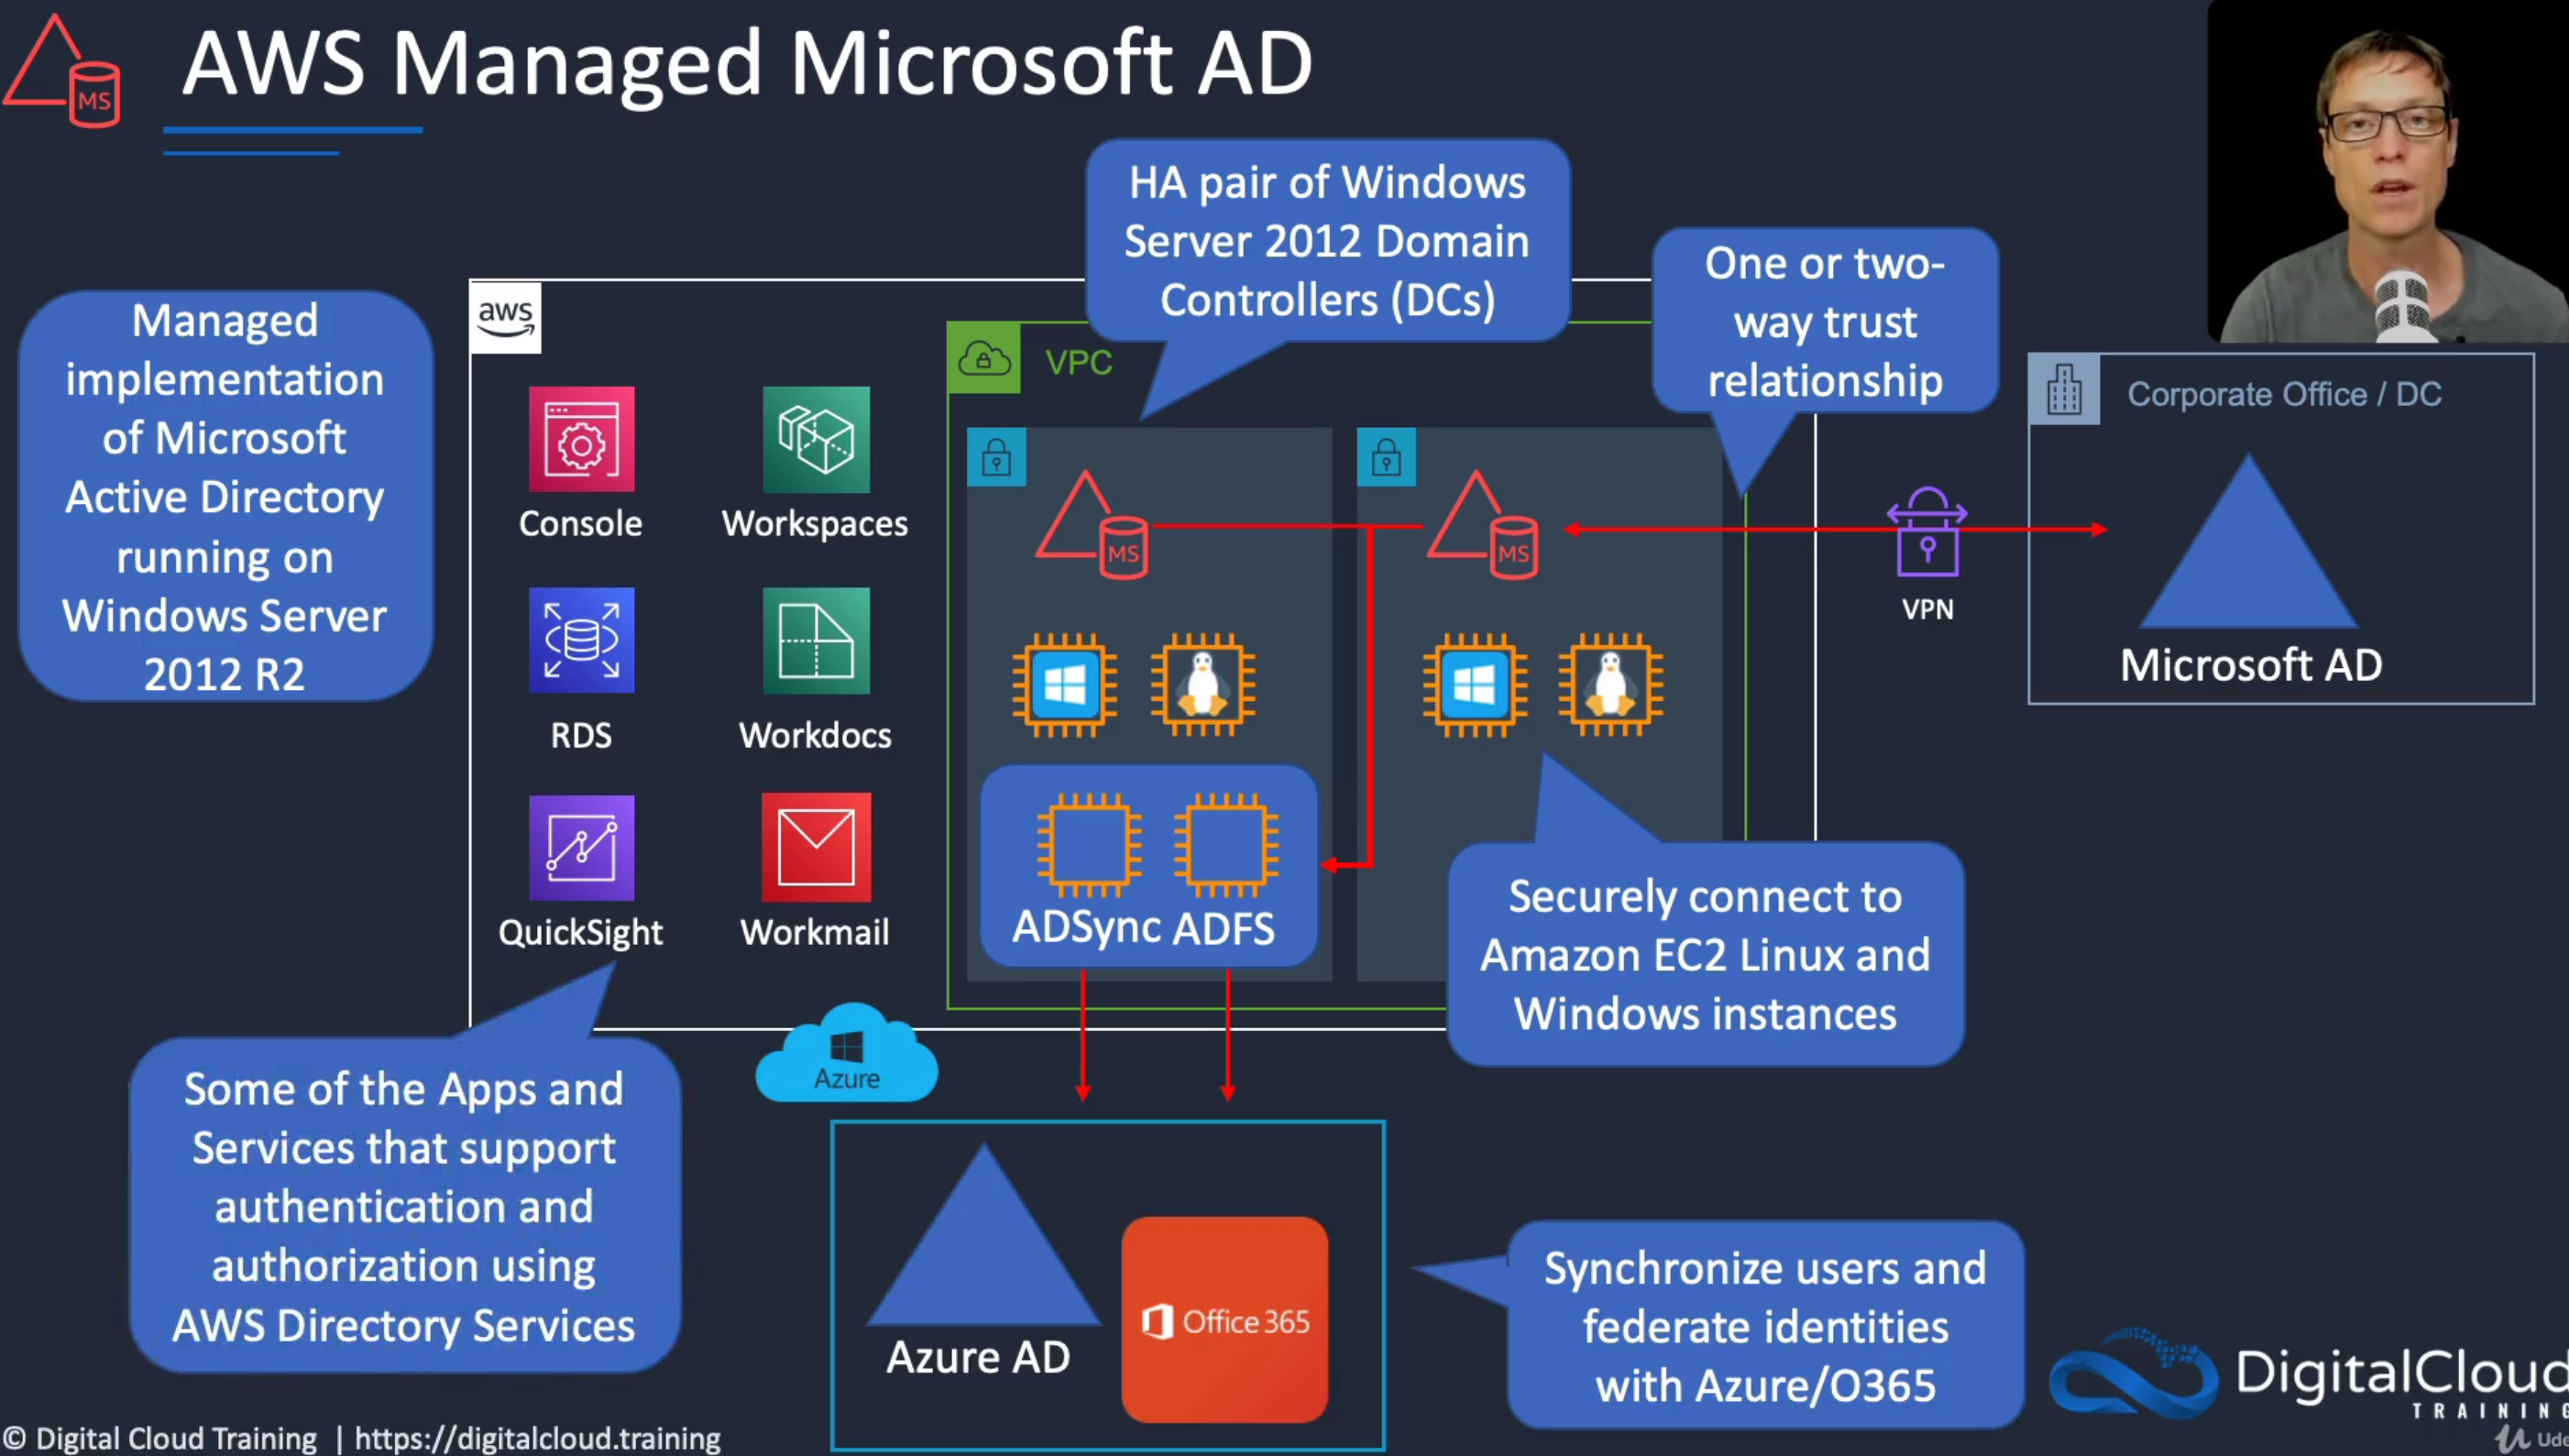 AWS Managed Microsoft AD
MS
HA pair of Windows
Server 2012 Domain
Controllers (DCs)
One or two-
way trust
relationship
Managed
implementation
of Microsoft
Active Directory
running on
Windows Server
2012 R2
aws
VPC
Corporate Office / DC
Console
Workspaces
MS
MS
VPN
Microsoft AD
RDS
Workdocs
QuickSight
Workmail
ADSync ADFS
Securely connect to
Amazon EC2 Linux and
Windows instances
Some of the Apps and
Services that support
authentication and
authorization using
AWS Directory Services
Azure
Azure AD
Office 365
Synchronize users and
federate identities
with Azure/O365
DigitalCloud
TRAINING
© Digital Cloud Training | https://digitalcloud.training